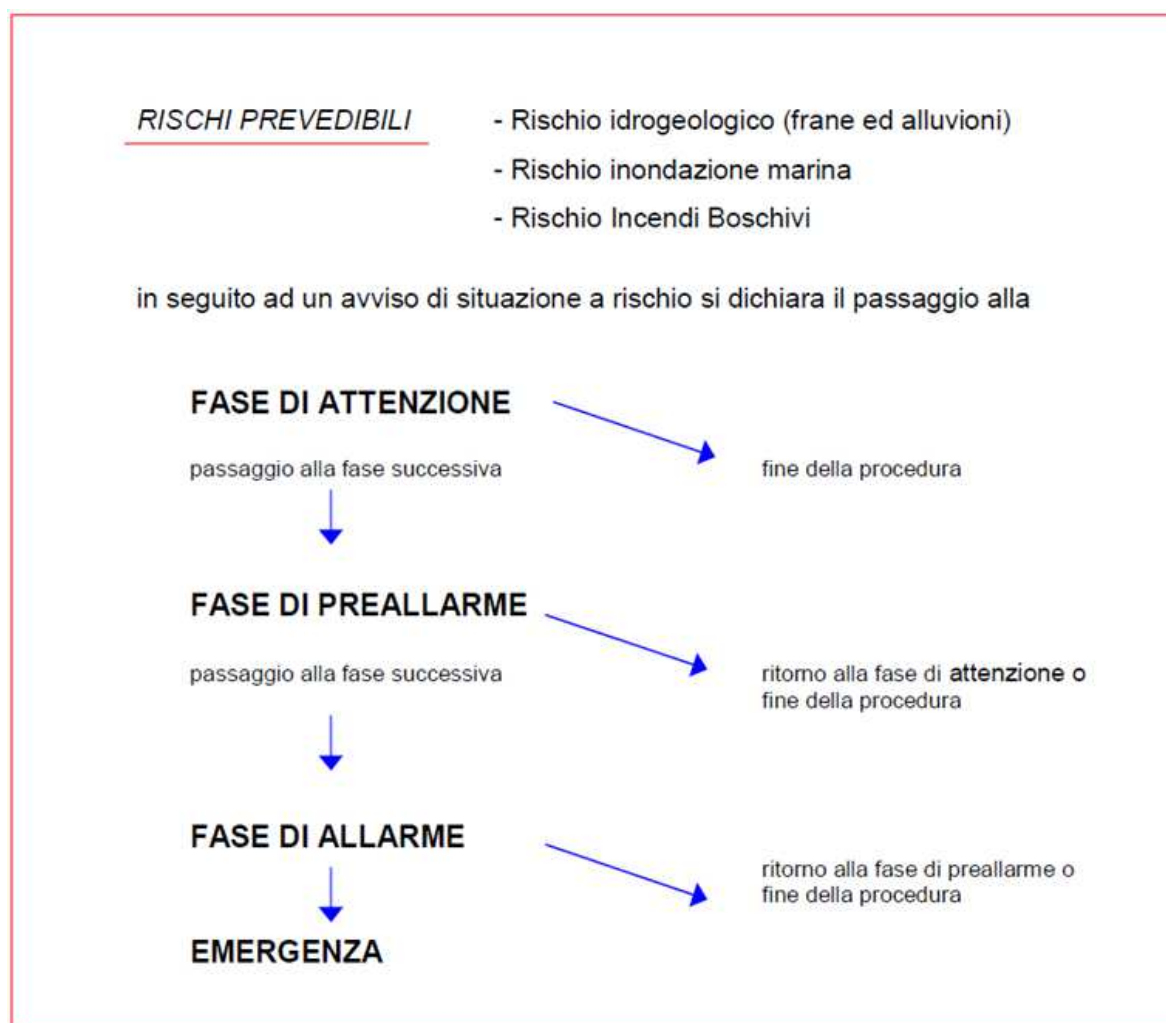 RISCHI PREVEDIBILI - Rischio idrogeologico (frane ed alluvioni)
- Rischio inondazione marina
- Rischio Incendi Boschivi
in seguito ad un avviso di situazione a rischio si dichiara il passaggio alla
FASE DI ATTENZIONE
passaggio alla fase successiva fine della procedura
FASE DI PREALLARME
passaggio alla fase successiva ritorno alla fase di attenzione o
fine della procedura
FASE DI ALLARME
ritorno alla fase di preallarme o
fine della procedura
EMERGENZA